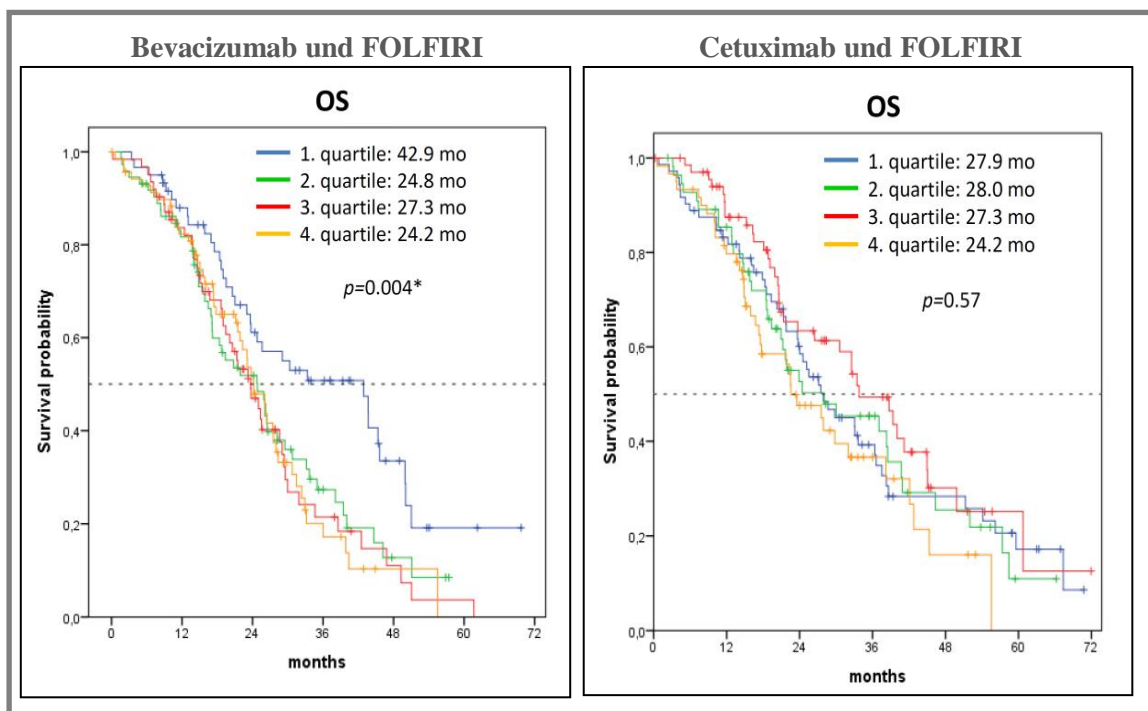 Bevacizumab und FOLFIRI
OS
1. quartile: 42.9 mo
2. quartile: 24.8 mo
3. quartile: 27.3 mo
4. quartile: 24.2 mo
p=0.004*
Survival probability
1,0
0,8
0,6
0,4
0,2
0,0
0 12 24 36 48 60 72
months
Cetuximab und FOLFIRI
OS
1. quartile: 27.9 mo
2. quartile: 28.0 mo
3. quartile: 27.3 mo
4. quartile: 24.2 mo
p=0.57
Survival probability
1,0
0,8
0,6
0,4
0,2
0,0
0 12 24 36 48 60 72
months